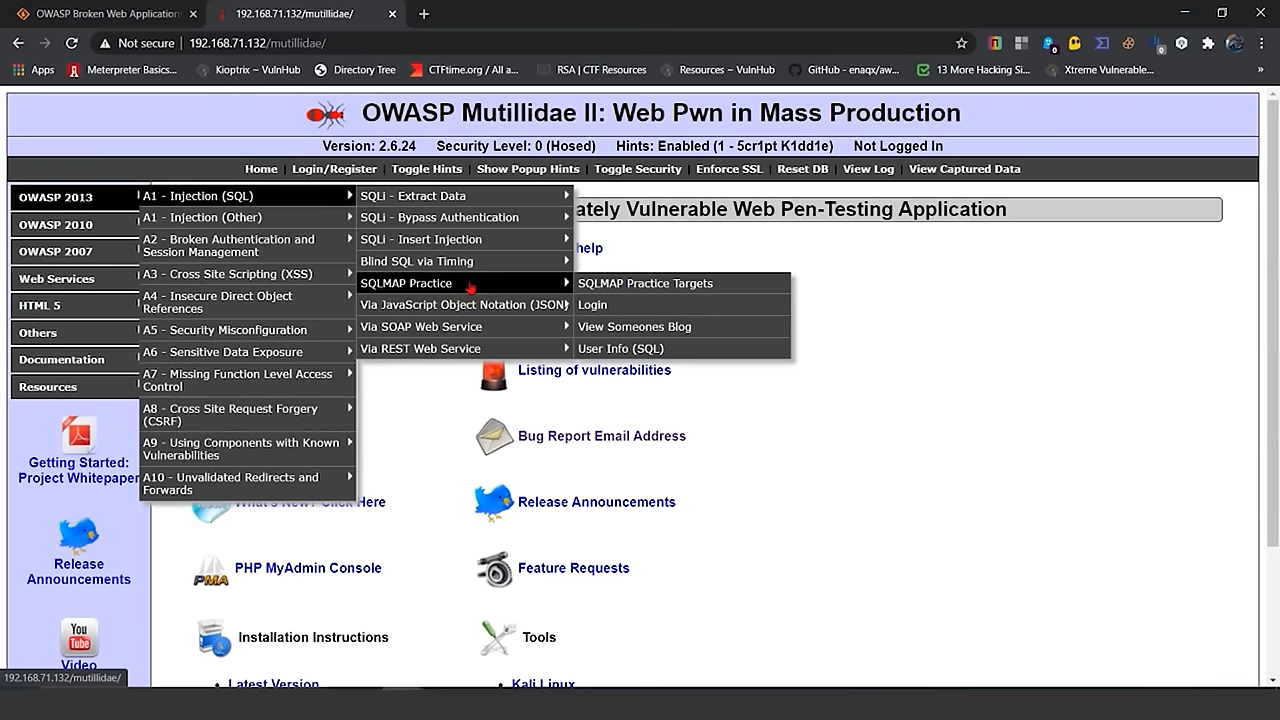 OWASP Broken Web Application
192.168.71.132/mutillidae/
Not secure
192.168.71.132/mutillidae/
0
0
Apps
Meterpreter Basics...
Kioptrix ~ VulnHub
Directory Tree
CTFtime.org / All a...
RSA | CTF Resources
Resources ~ VulnHub
GitHub - enaqx/aw...
13 More Hacking Si...
Xtreme Vulnerable...
»
OWASP Mutillidae II: Web Pwn in Mass Production
Version: 2.6.24
Security Level: 0 (Hosed)
Hints: Enabled (1 - 5cr1pt K1dd1e)
Not Logged In
Home | Login/Register | Toggle Hints | Show Popup Hints | Toggle Security | Enforce SSL | Reset DB | View Log | View Captured Data
OWASP 2013
OWASP 2010
OWASP 2007
Web Services
HTML 5
Others
Documentation
Resources
A1 - Injection (SQL)
A1 - Injection (Other)
A2 - Broken Authentication and
Session Management
A3 - Cross Site Scripting (XSS)
A4 - Insecure Direct Object
References
A5 - Security Misconfiguration
A6 - Sensitive Data Exposure
A7 - Missing Function Level Access
Control
A8 - Cross Site Request Forgery
(CSRF)
A9 - Using Components with Known
Vulnerabilities
A10 - Unvalidated Redirects and
Forwards
SQLi - Extract Data
SQLi - Bypass Authentication
SQLi - Insert Injection
Blind SQL via Timing
SQLMAP Practice
Via JavaScript Object Notation (JSON)
Via SOAP Web Service
Via REST Web Service
SQLMAP Practice Targets
Login
View Someones Blog
User Info (SQL)
ately Vulnerable Web Pen-Testing Application
help
Listing of vulnerabilities
Bug Report Email Address
What's New? Click Here
Release Announcements
PMA
PHP MyAdmin Console
Feature Requests
Installation Instructions
Tools
Latest Version
Kali Linux
Getting Started:
Project Whitepaper
Release
Announcements
You
Tube
Video
192.168.71.132/mutillidae/